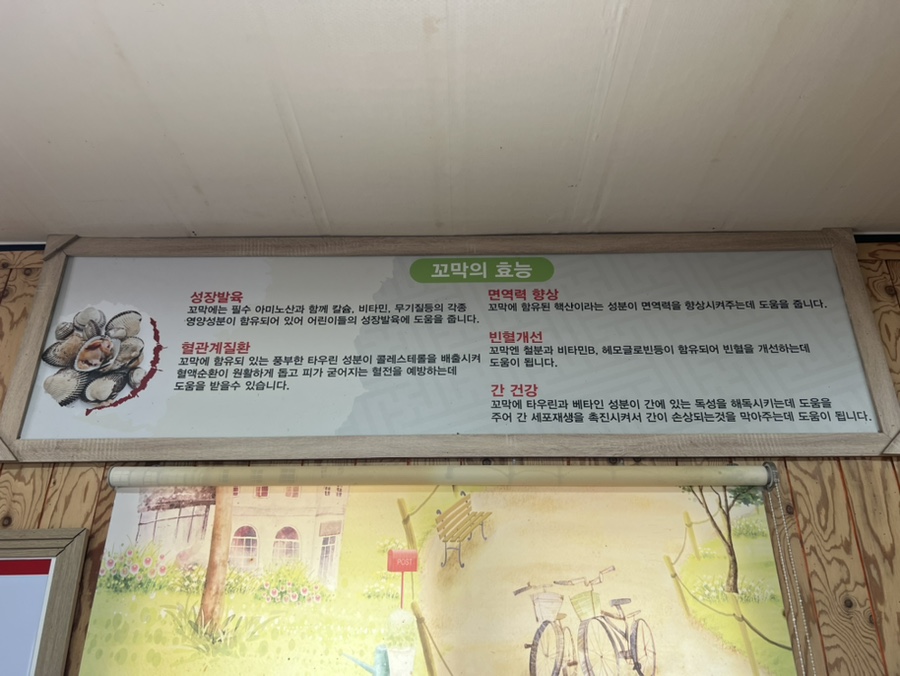 꼬막의 효능
성장발육
꼬막에는 필수 아미노산과 함께 칼슘, 비타민, 무기질등의 각종
영양성분이 함유되어 있어 어린이들의 성장발육에 도움을 줍니다.
혈관계질환
꼬막에 함유되 있는 풍부한 타우린 성분이 콜레스테롤을 배출시켜
혈액순환이 원활하게 돕고 피가 굳어지는 혈전을 예방하는데
도움을 받을수 있습니다.
면역력 향상
꼬막에 함유된 핵산이라는 성분이 면역력을 향상시켜주는데 도움을 줍니다.
빈혈개선
꼬막엔 철분과 비타민B, 헤모글로빈등이 함유되어 빈혈을 개선하는데
도움이 됩니다.
간 건강
꼬막에 타우린과 베타인 성분이 간에 있는 독성을 해독시키는데 도움을
주어 간 세포재생을 촉진시켜서 간이 손상되는것을 막아주는데 도움이 됩니다.
POST